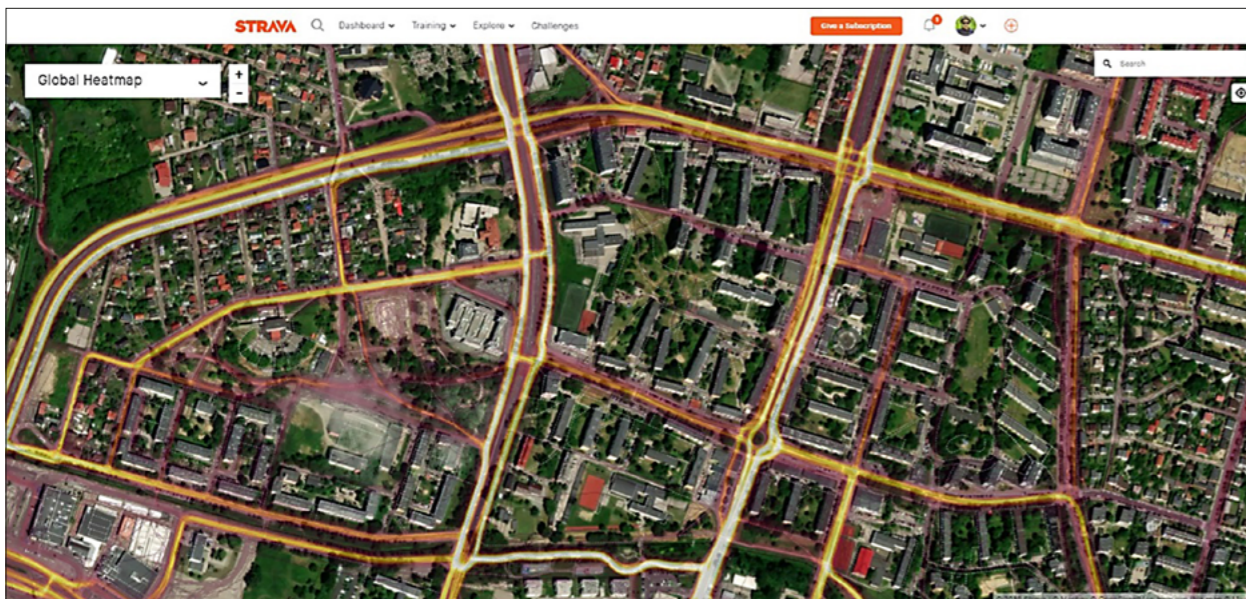 STRAVA Dashboard Training Explore Challenges Give a Subscription
Global Heatmap
+
-
Search